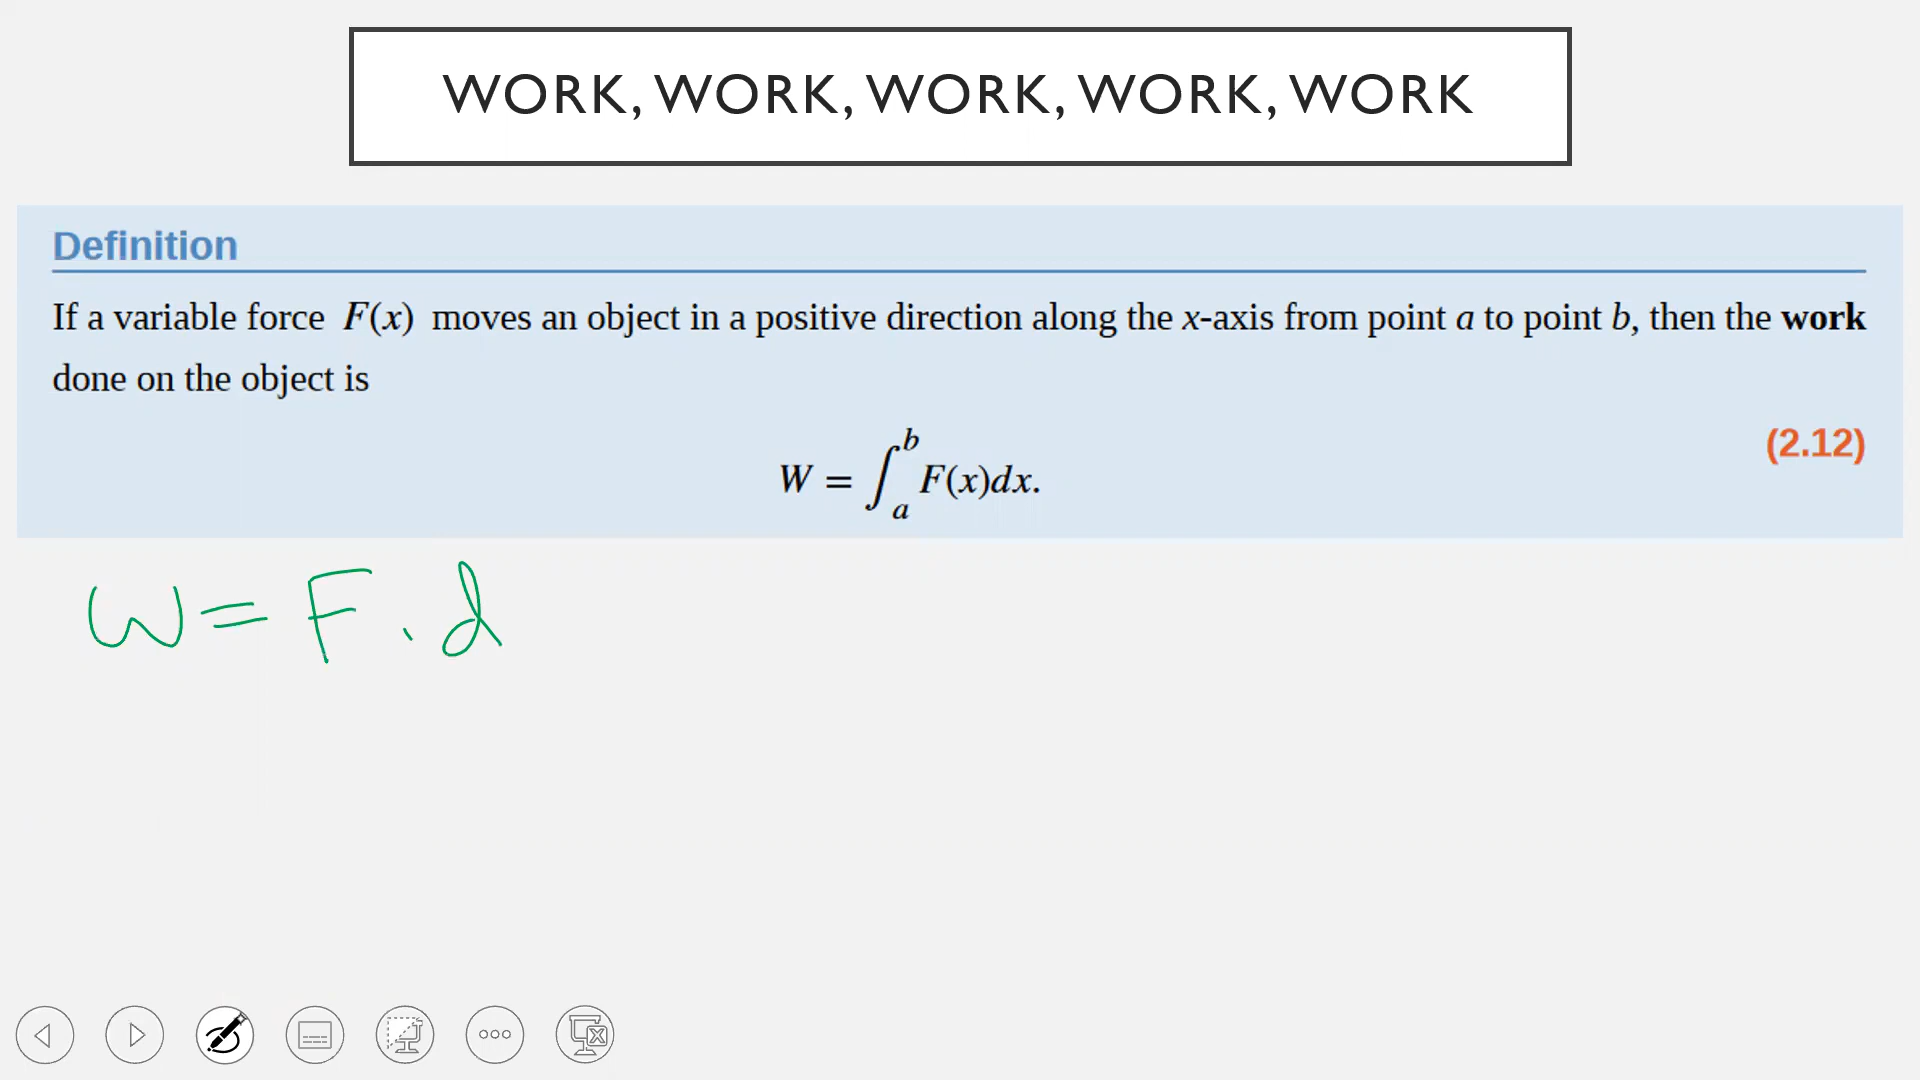 WORK, WORK, WORK, WORK, WORK
Definition
If a variable force F(x) moves an object in a positive direction along the x-axis from point a to point b, then the work
done on the object is
(2.12)
W = ∫_a^b F(x)dx.
W = F · d